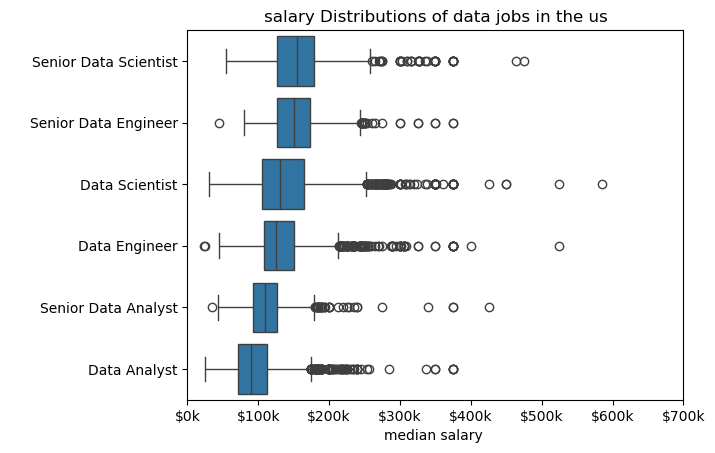 salary Distributions of data jobs in the us
Senior Data Scientist
Senior Data Engineer
Data Scientist
Data Engineer
Senior Data Analyst
Data Analyst
$0k $100k $200k $300k $400k $500k $600k $700k
median salary